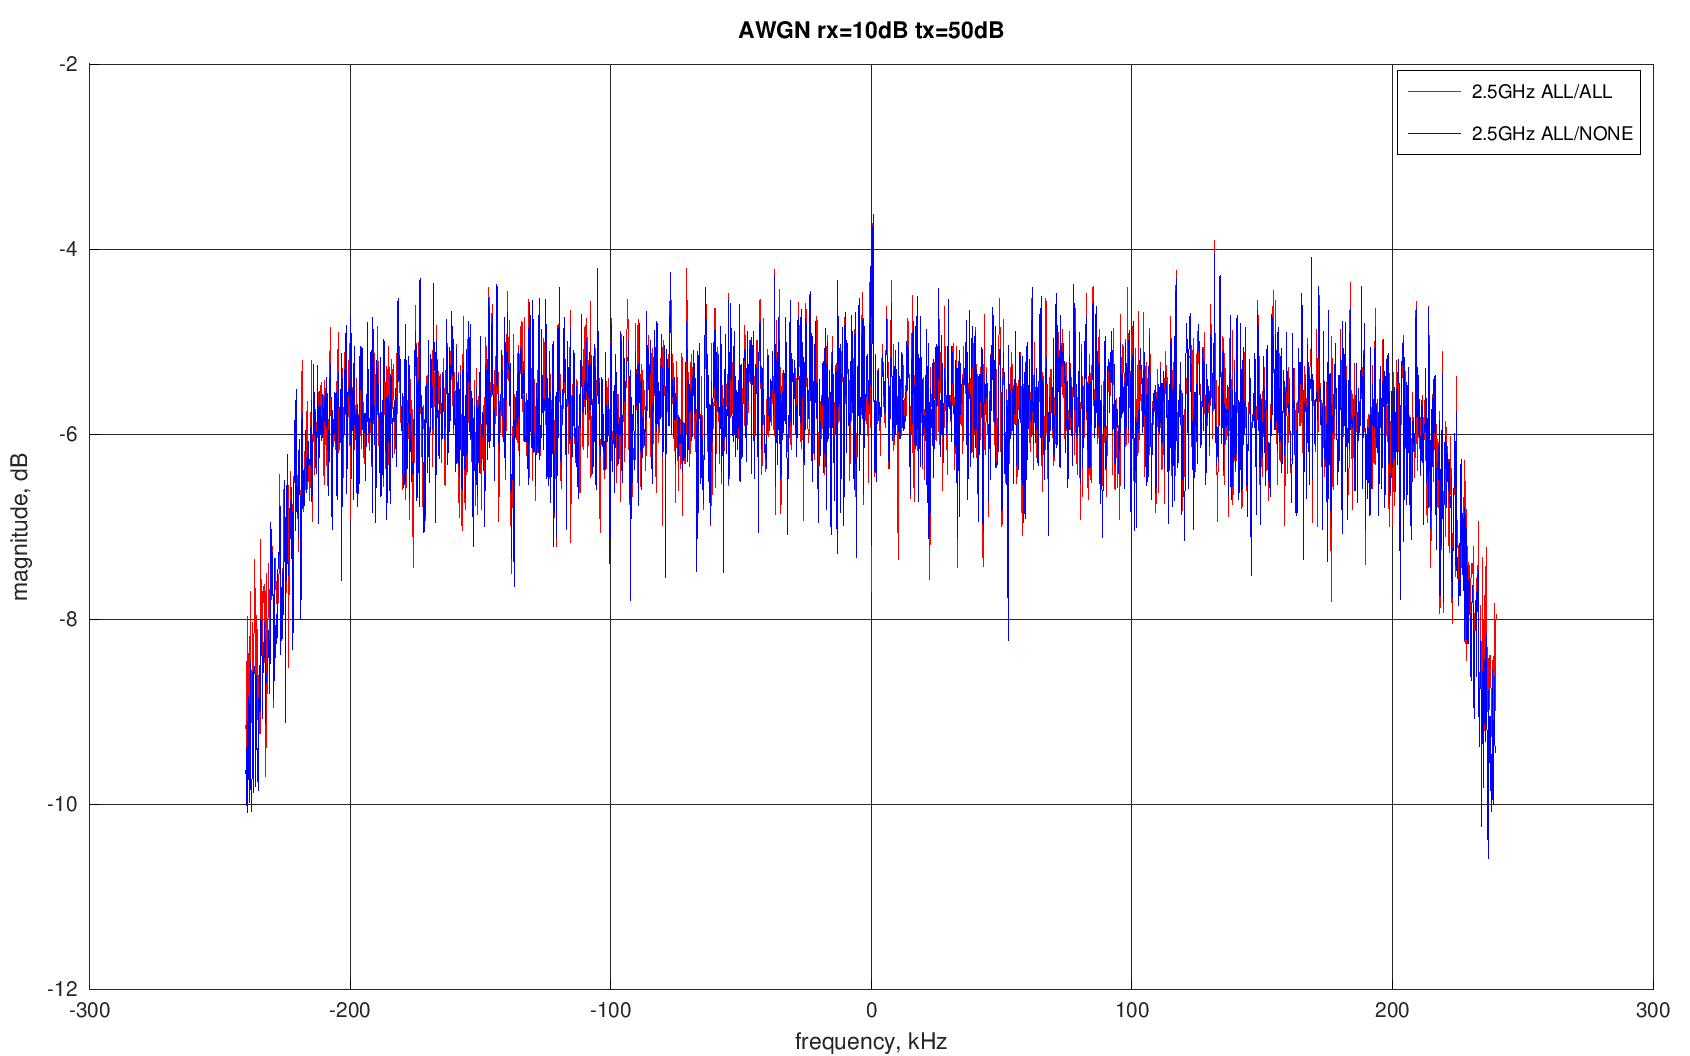 AWGN rx=10dB tx=50dB
-2
2.5GHz ALL/ALL
2.5GHz ALL/NONE
-4
-6
magnitude, dB
-8
-10
-12
-300
-200
-100
0
100
200
300
frequency, kHz